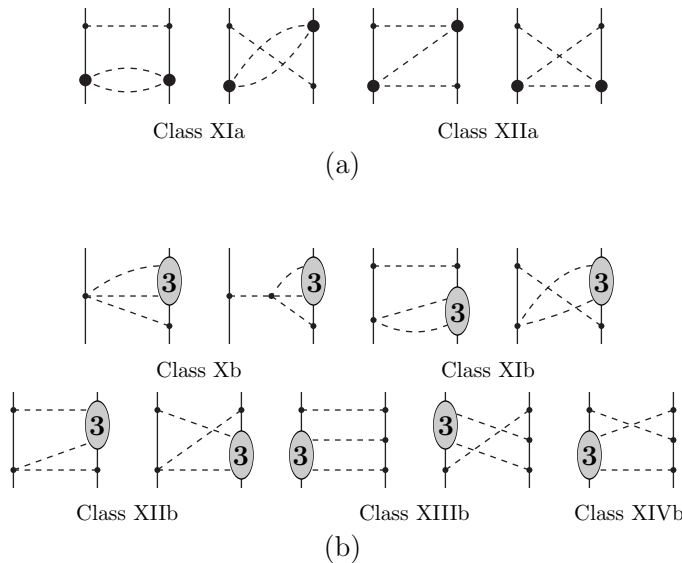 Class XIa Class XIIa
(a)
3 3 3 3
Class Xb Class XIb
3 3 3 3 3
Class XIIb Class XIIIb Class XIVb
(b)